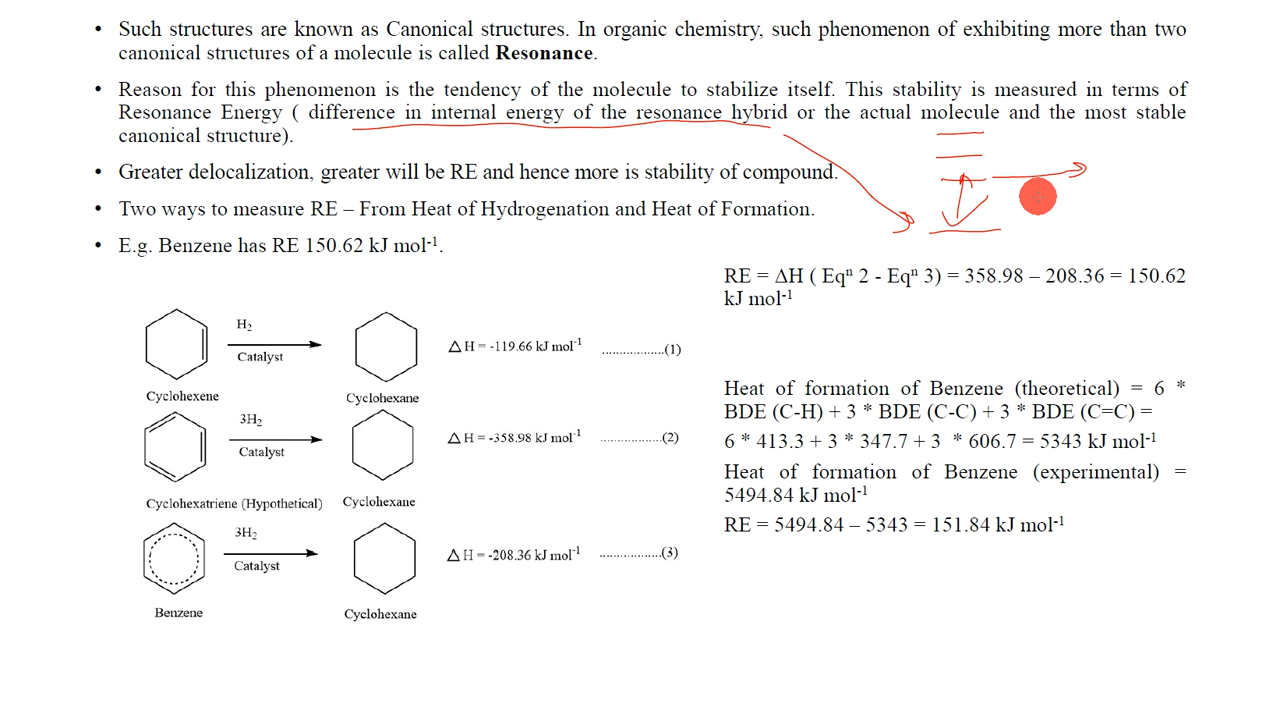 • Such structures are known as Canonical structures. In organic chemistry, such phenomenon of exhibiting more than two
canonical structures of a molecule is called Resonance.
• Reason for this phenomenon is the tendency of the molecule to stabilize itself. This stability is measured in terms of
Resonance Energy ( difference in internal energy of the resonance hybrid or the actual molecule and the most stable
canonical structure).
• Greater delocalization, greater will be RE and hence more is stability of compound.
• Two ways to measure RE – From Heat of Hydrogenation and Heat of Formation.
• E.g. Benzene has RE 150.62 kJ mol⁻¹.
H₂
Catalyst
△ H = -119.66 kJ mol⁻¹ ..................(1)
Cyclohexene
Cyclohexane
3H₂
Catalyst
△ H = -358.98 kJ mol⁻¹ ..................(2)
Cyclohexatriene (Hypothetical)
Cyclohexane
3H₂
Catalyst
△ H = -208.36 kJ mol⁻¹ ..................(3)
Benzene
Cyclohexane
RE = ΔH ( Eqⁿ 2 - Eqⁿ 3) = 358.98 – 208.36 = 150.62
kJ mol⁻¹
Heat of formation of Benzene (theoretical) = 6 *
BDE (C-H) + 3 * BDE (C-C) + 3 * BDE (C=C) =
6 * 413.3 + 3 * 347.7 + 3 * 606.7 = 5343 kJ mol⁻¹
Heat of formation of Benzene (experimental) =
5494.84 kJ mol⁻¹
RE = 5494.84 – 5343 = 151.84 kJ mol⁻¹